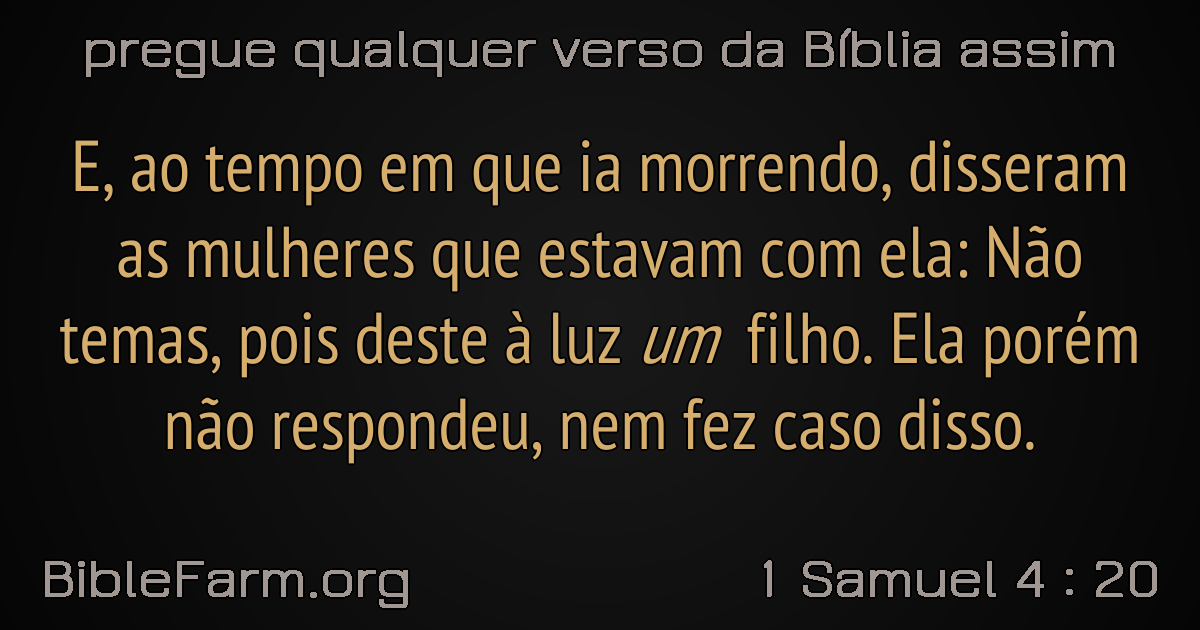 pregue qualquer verso da Bíblia assim
E, ao tempo em que ia morrendo, disseram
as mulheres que estavam com ela: Não
temas, pois deste à luz um filho. Ela porém
não respondeu, nem fez caso disso.
BibleFarm.org
1 Samuel 4 : 20